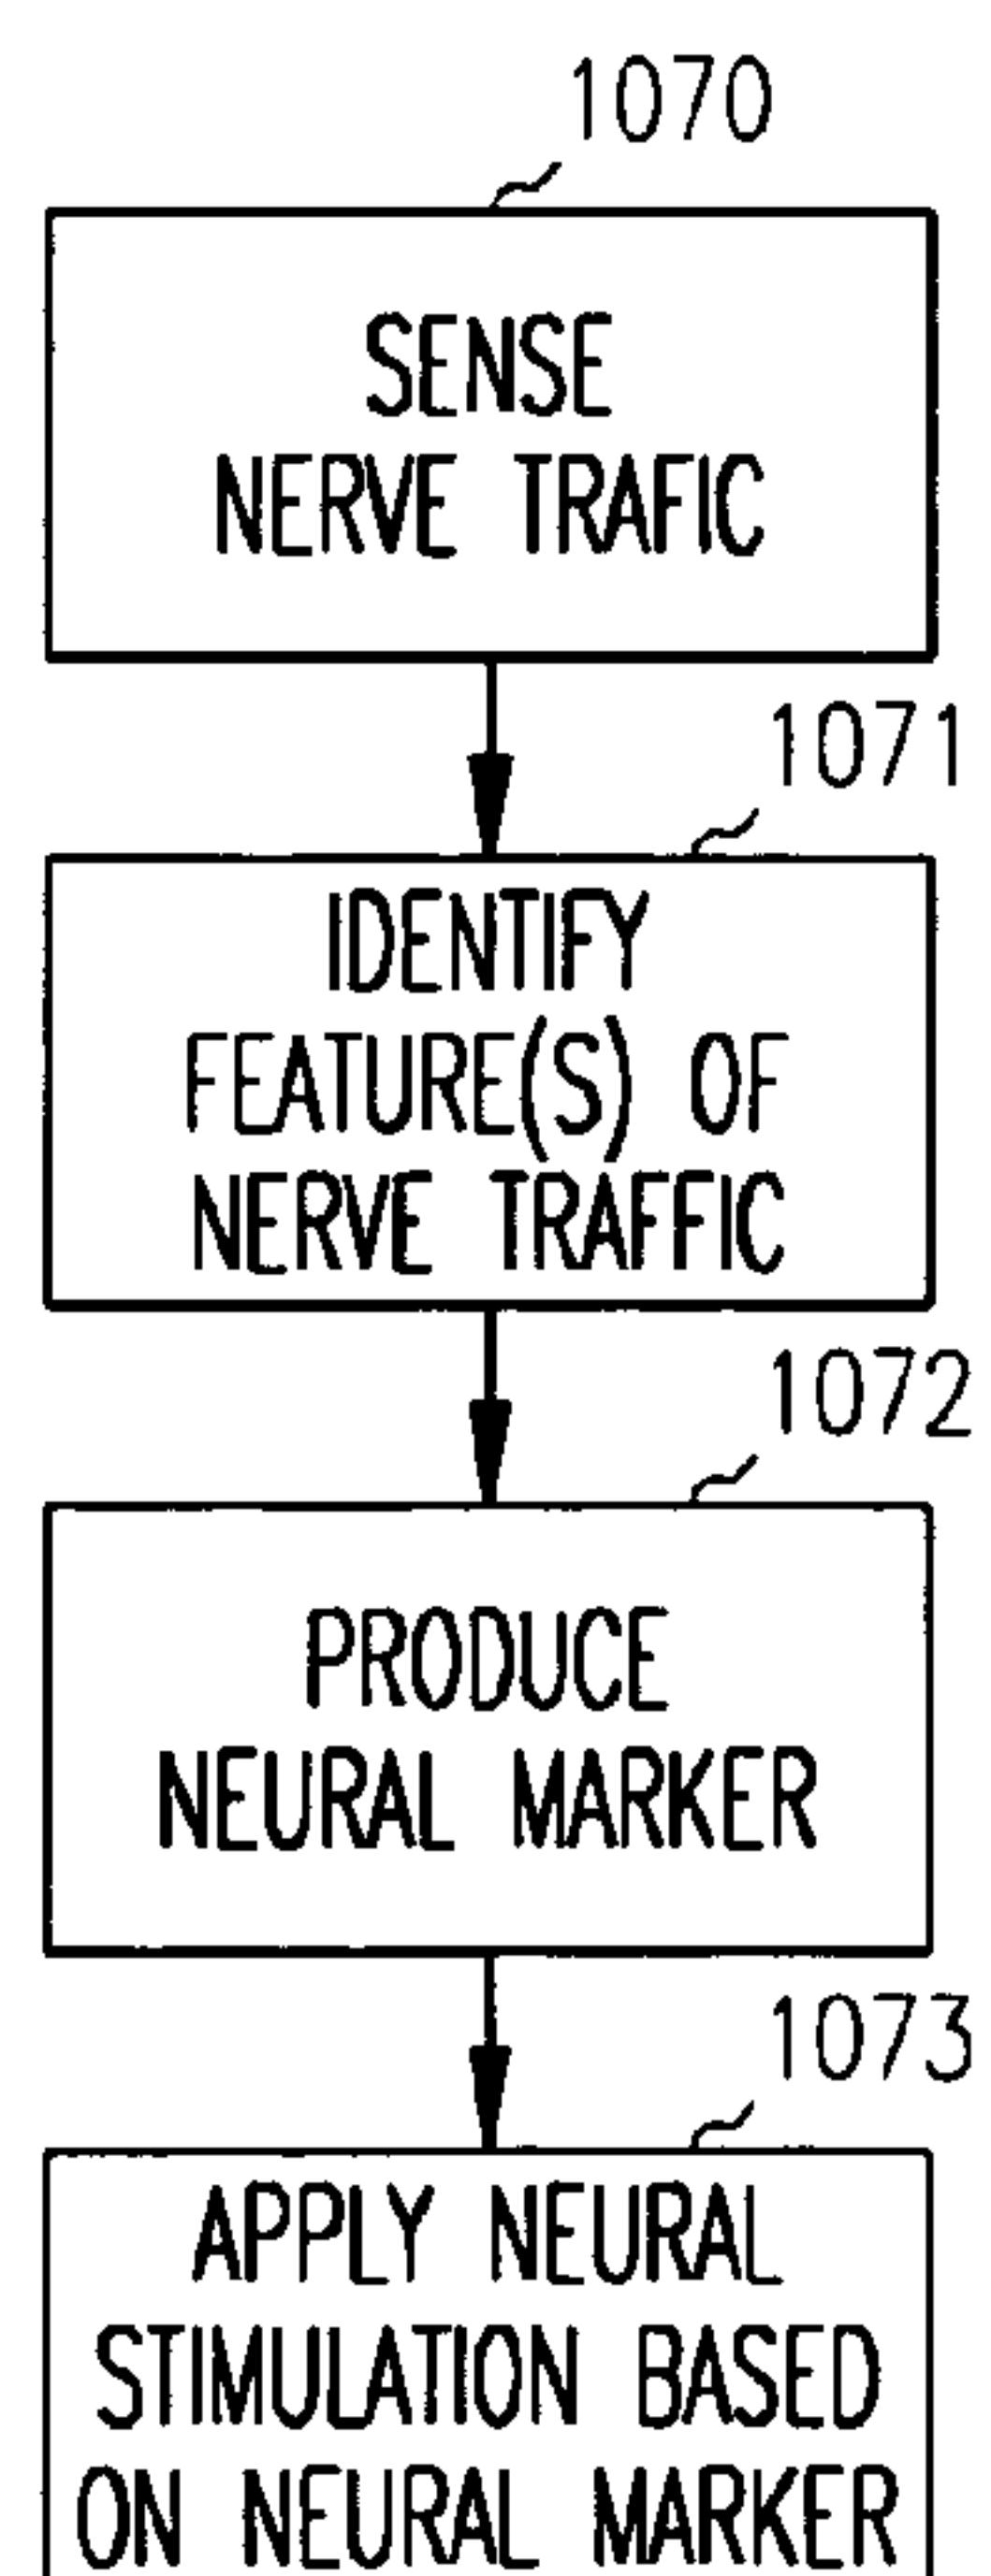 1070
SENSE
NERVE TRAFIC
1071
IDENTIFY
FEATURE(S) OF
NERVE TRAFFIC
1072
PRODUCE
NEURAL MARKER
1073
APPLY NEURAL
STIMULATION BASED
ON NEURAL MARKER